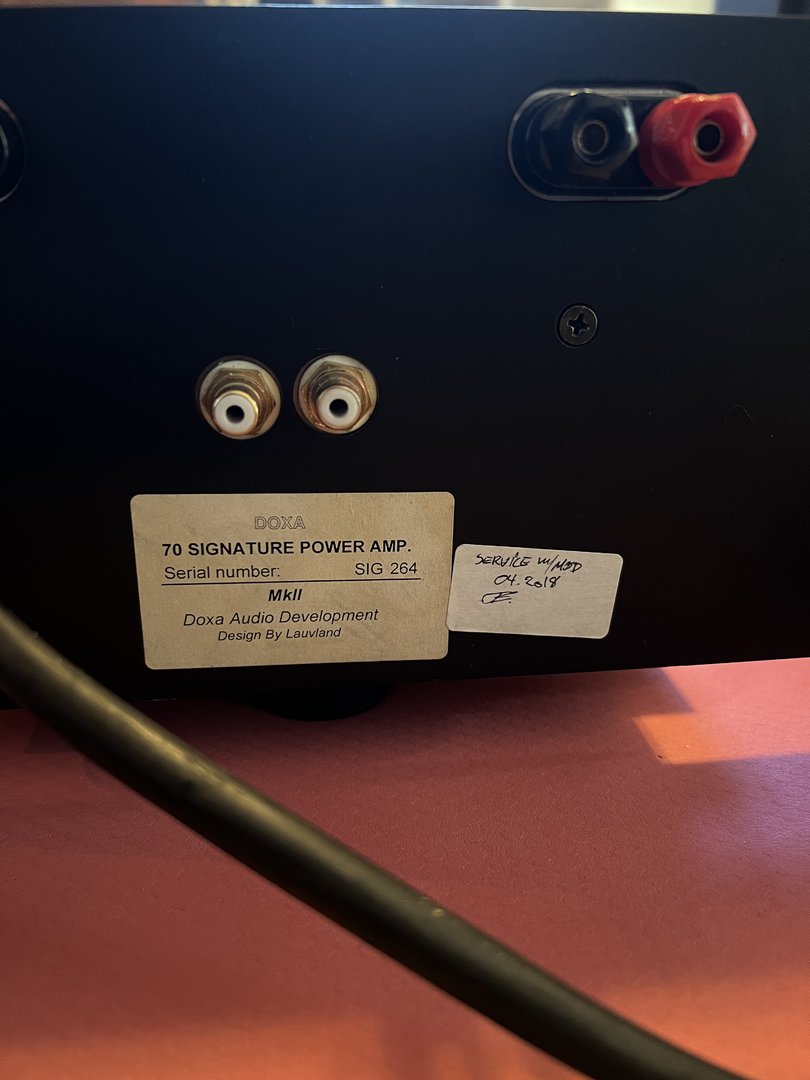 DOXA
70 SIGNATURE POWER AMP.
Serial number: SIG 264
MkII
Doxa Audio Development
Design By Lauvland
SERVICE W/MOD
04.2018